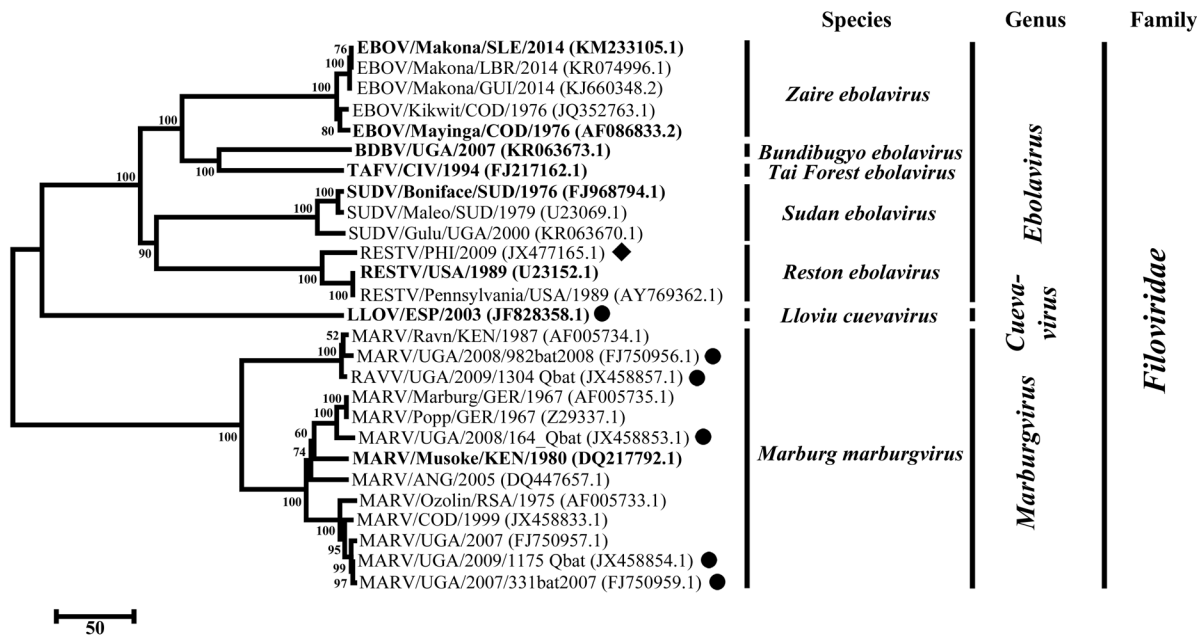 Species Genus Family
76 EBOV/Makona/SLE/2014 (KM233105.1)
100 EBOV/Makona/LBR/2014 (KR074996.1)
100 EBOV/Makona/GUI/2014 (KJ660348.2)
Zaire ebolavirus
EBOV/Kikwit/COD/1976 (JQ352763.1)
80 EBOV/Mayinga/COD/1976 (AF086833.2)
100
BDBV/UGA/2007 (KR063673.1) Bundibugyo ebolavirus
100 TAFV/CIV/1994 (FJ217162.1) Tai Forest ebolavirus
100
SUDV/Boniface/SUD/1976 (FJ968794.1)
100
100 SUDV/Maleo/SUD/1979 (U23069.1) Sudan ebolavirus
SUDV/Gulu/UGA/2000 (KR063670.1)
90
RESTV/PHI/2009 (JX477165.1) ◆
100 RESTV/USA/1989 (U23152.1) Reston ebolavirus
100 RESTV/Pennsylvania/USA/1989 (AY769362.1)
Ebolavirus
LLOV/ESP/2003 (JF828358.1) ● Lloviu cuevavirus
Cueva-
virus
Filoviridae
52 MARV/Ravn/KEN/1987 (AF005734.1)
100 MARV/UGA/2008/982bat2008 (FJ750956.1) ●
RAVV/UGA/2009/1304 Qbat (JX458857.1) ●
100 MARV/Marburg/GER/1967 (AF005735.1)
100 MARV/Popp/GER/1967 (Z29337.1)
60 MARV/UGA/2008/164_Qbat (JX458853.1) ●
100
74 MARV/Musoke/KEN/1980 (DQ217792.1) Marburg marburgvirus
Marburgvirus
MARV/ANG/2005 (DQ447657.1)
100 MARV/Ozolin/RSA/1975 (AF005733.1)
100 MARV/COD/1999 (JX458833.1)
95 MARV/UGA/2007 (FJ750957.1)
99 MARV/UGA/2009/1175 Qbat (JX458854.1) ●
97 MARV/UGA/2007/331bat2007 (FJ750959.1) ●
50